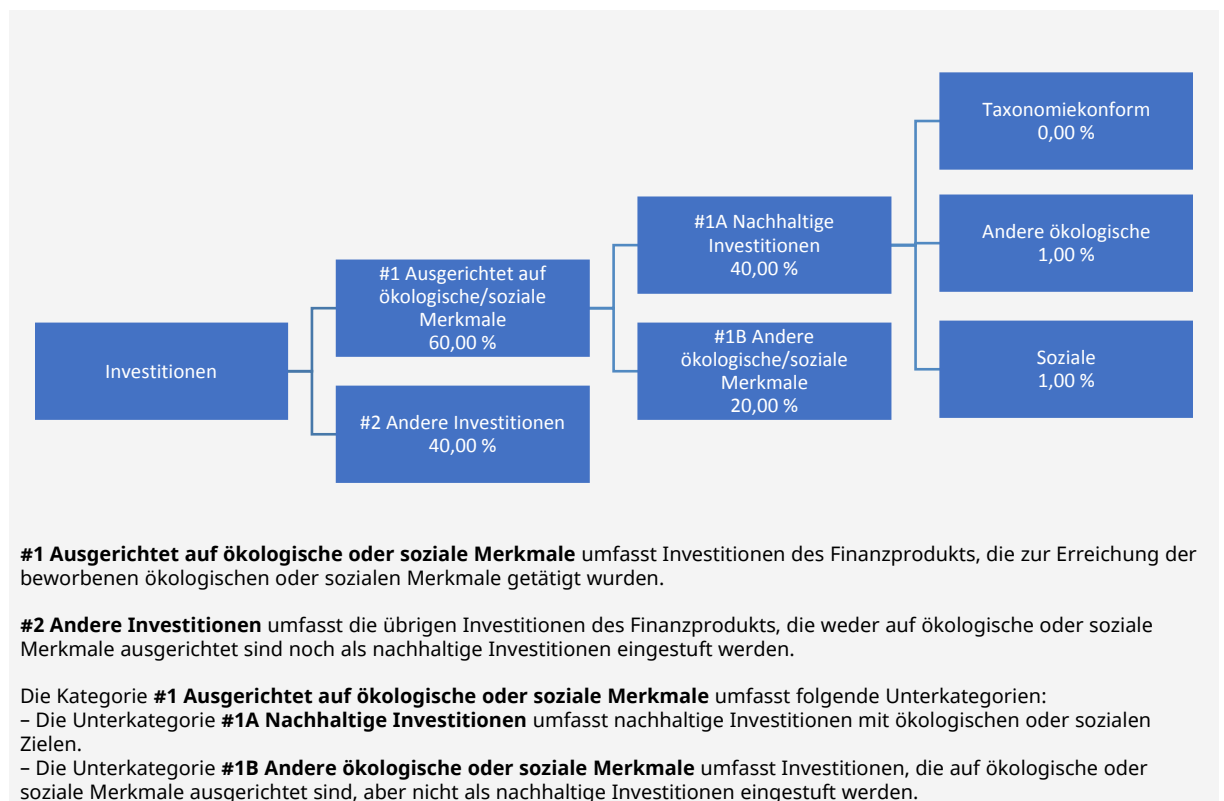 Investitionen
#1 Ausgerichtet auf
ökologische/soziale
Merkmale
60,00 %
#2 Andere Investitionen
40,00 %
#1A Nachhaltige
Investitionen
40,00 %
#1B Andere
ökologische/soziale
Merkmale
20,00 %
Taxonomiekonform
0,00 %
Andere ökologische
1,00 %
Soziale
1,00 %
#1 Ausgerichtet auf ökologische oder soziale Merkmale umfasst Investitionen des Finanzprodukts, die zur Erreichung der
beworbenen ökologischen oder sozialen Merkmale getätigt wurden.
#2 Andere Investitionen umfasst die übrigen Investitionen des Finanzprodukts, die weder auf ökologische oder soziale
Merkmale ausgerichtet sind noch als nachhaltige Investitionen eingestuft werden.
Die Kategorie #1 Ausgerichtet auf ökologische oder soziale Merkmale umfasst folgende Unterkategorien:
– Die Unterkategorie #1A Nachhaltige Investitionen umfasst nachhaltige Investitionen mit ökologischen oder sozialen
Zielen.
– Die Unterkategorie #1B Andere ökologische oder soziale Merkmale umfasst Investitionen, die auf ökologische oder
soziale Merkmale ausgerichtet sind, aber nicht als nachhaltige Investitionen eingestuft werden.